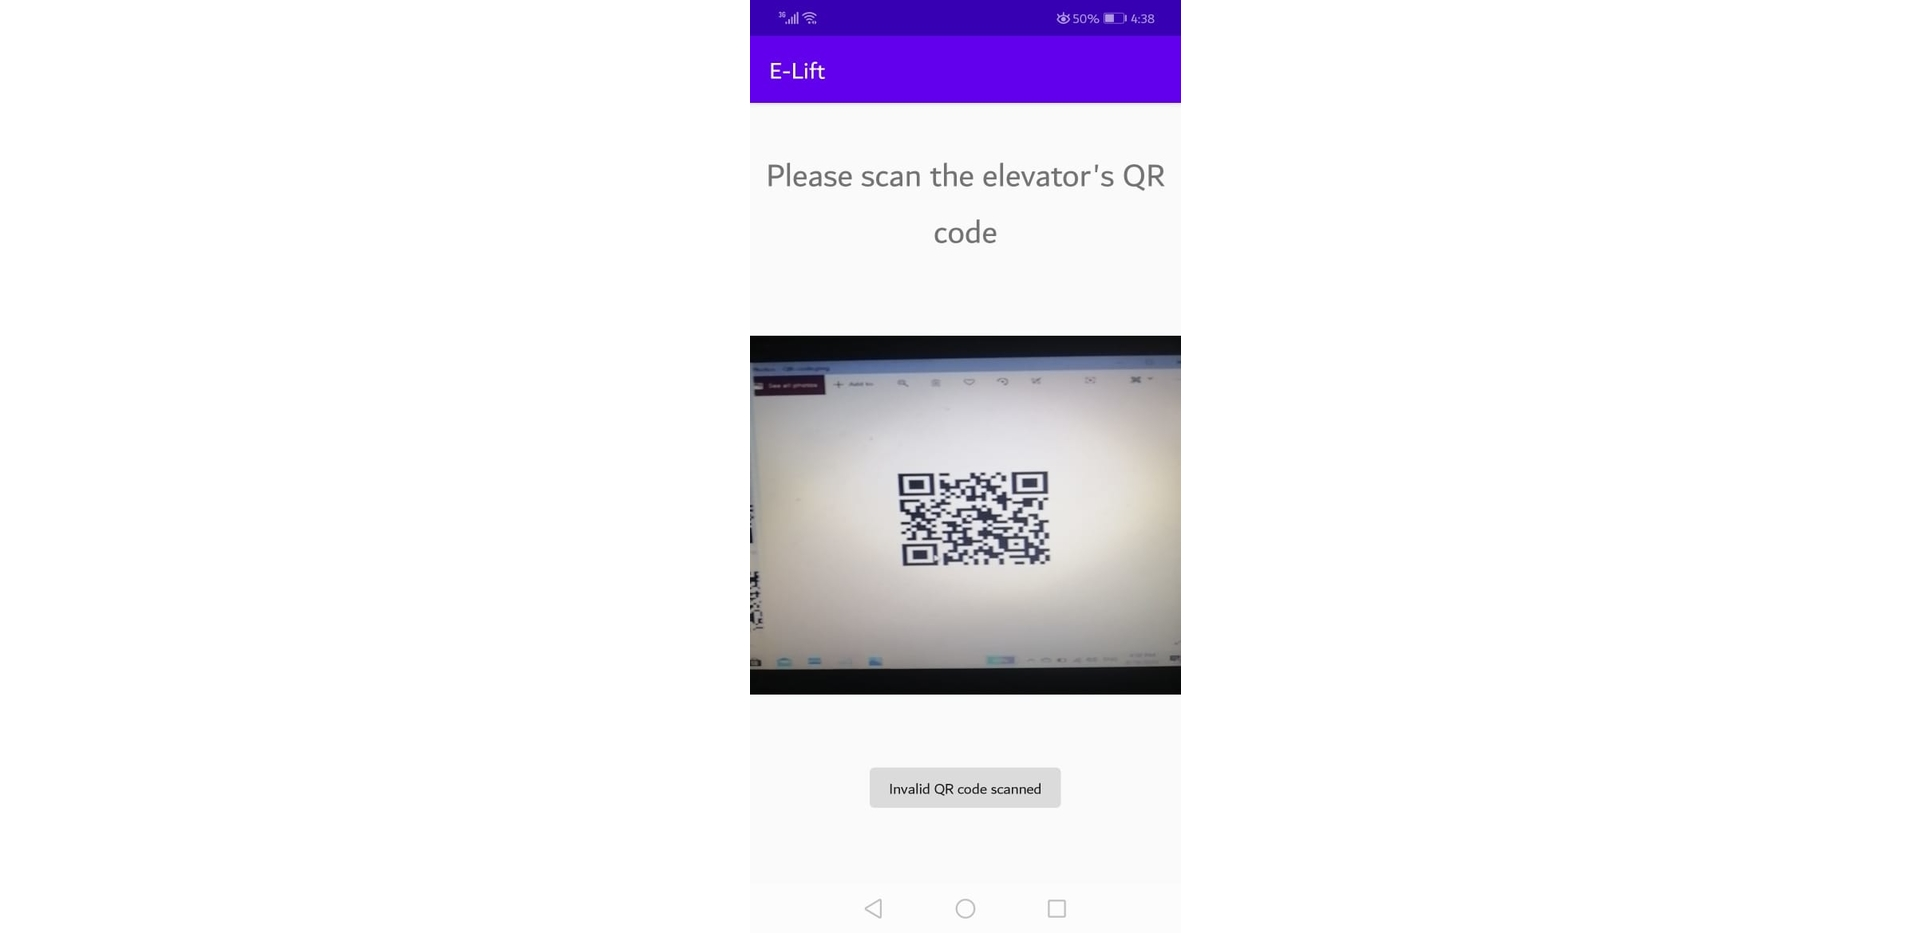 3G 50% 4:38
E-Lift
Please scan the elevator's QR
code
See all photos + Add to
Invalid QR code scanned